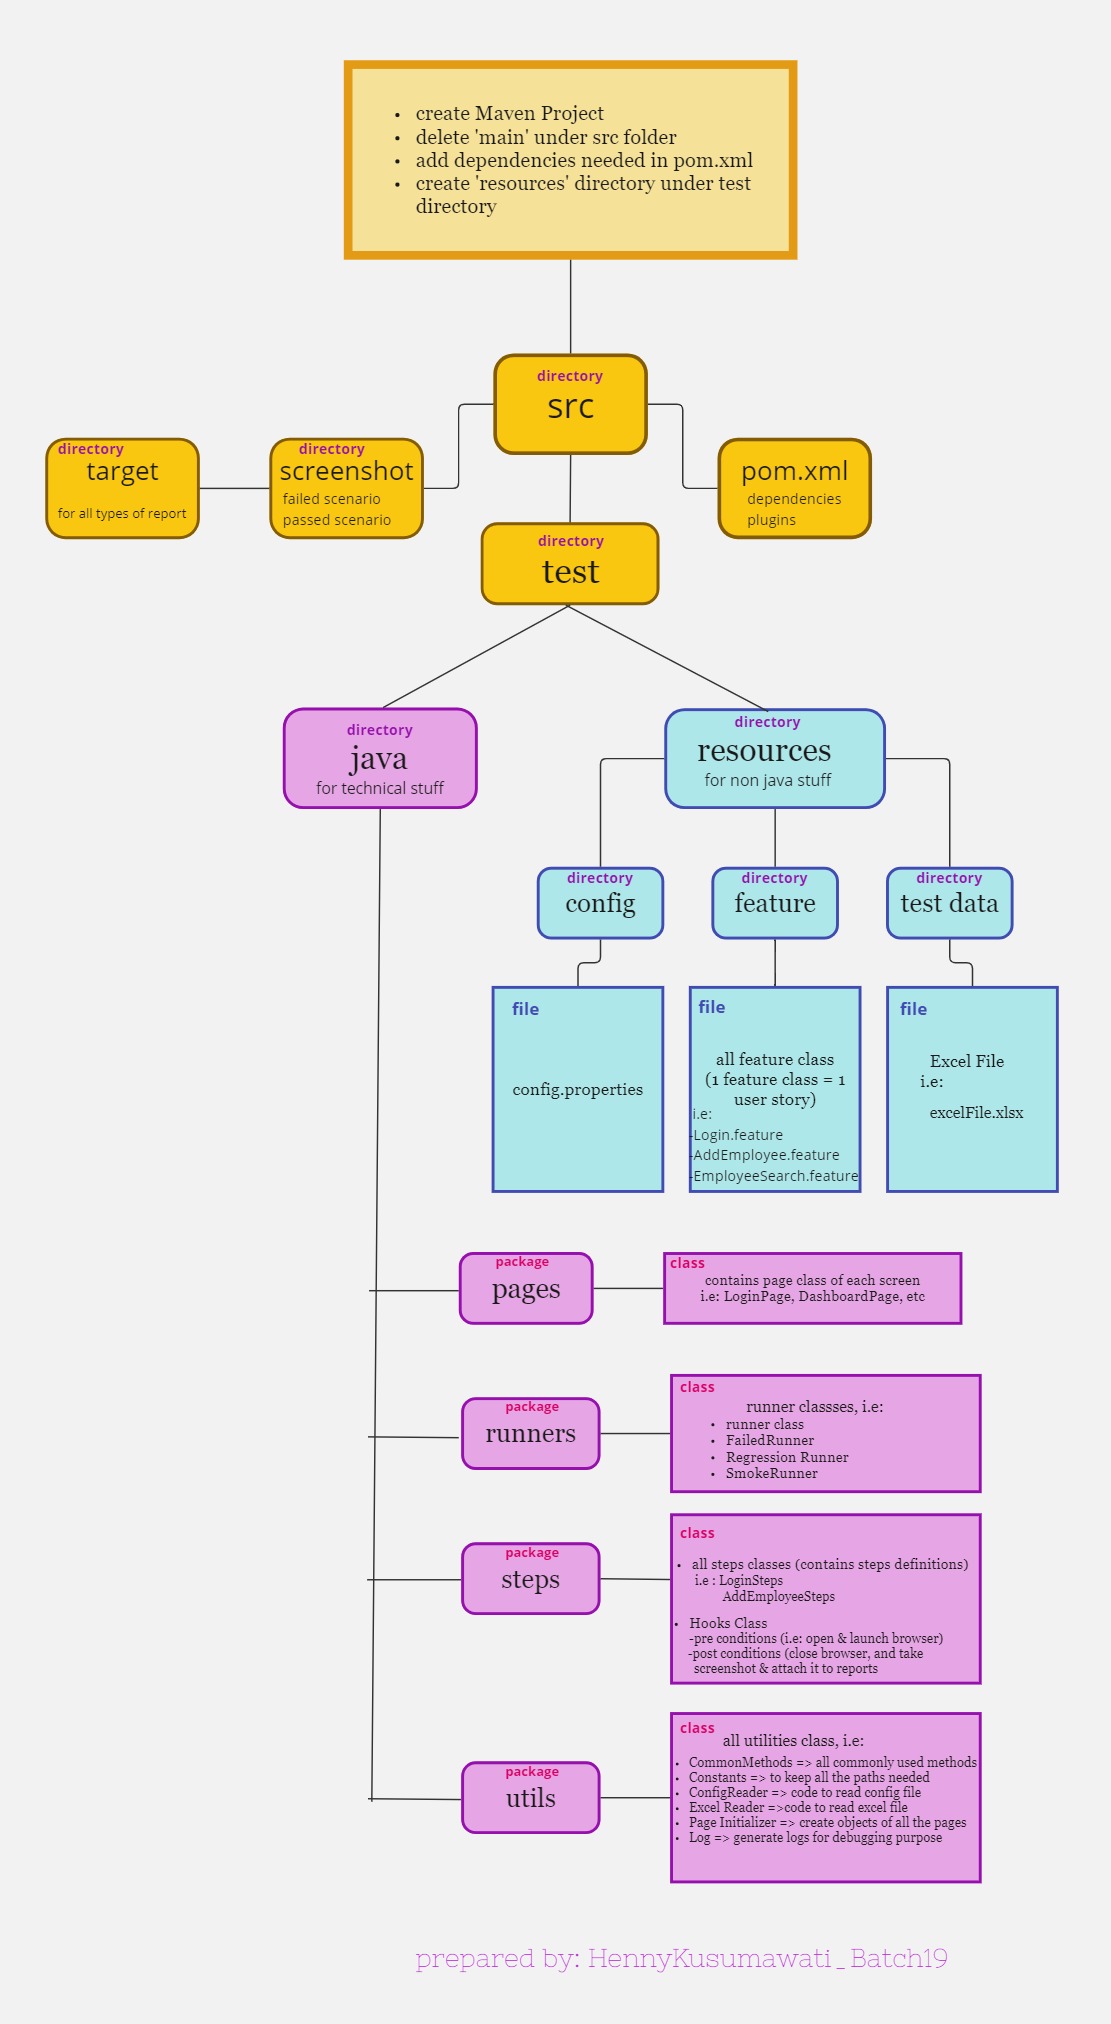 • create Maven Project
• delete 'main' under src folder
• add dependencies needed in pom.xml
• create 'resources' directory under test
directory
directory
src
directory
target
for all types of report
directory
screenshot
failed scenario
passed scenario
pom.xml
dependencies
plugins
directory
test
directory
java
for technical stuff
directory
resources
for non java stuff
directory
config
directory
feature
directory
test data
file
config.properties
file
all feature class
(1 feature class = 1
user story)
i.e:
-Login.feature
-AddEmployee.feature
-EmployeeSearch.feature
file
Excel File
i.e:
excelFile.xlsx
package
pages
class
contains page class of each screen
i.e: LoginPage, DashboardPage, etc
package
runners
class
runner classses, i.e:
• runner class
• FailedRunner
• Regression Runner
• SmokeRunner
package
steps
class
• all steps classes (contains steps definitions)
i.e : LoginSteps
AddEmployeeSteps
• Hooks Class
-pre conditions (i.e: open & launch browser)
-post conditions (close browser, and take
screenshot & attach it to reports
package
utils
class
all utilities class, i.e:
• CommonMethods => all commonly used methods
• Constants => to keep all the paths needed
• ConfigReader => code to read config file
• Excel Reader =>code to read excel file
• Page Initializer => create objects of all the pages
• Log => generate logs for debugging purpose
prepared by: HennyKusumawati_Batch19